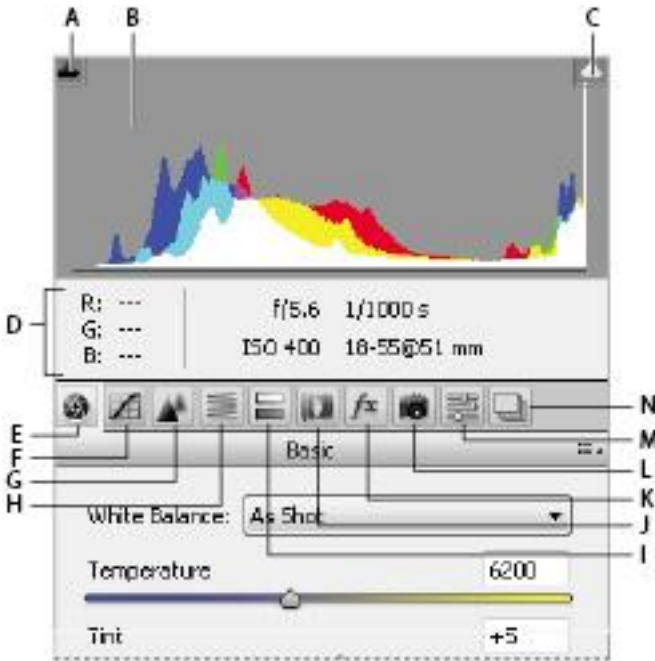 A B C
D
R: --- f/5.6 1/1000 s
G: ---
B: --- ISO 400 18-55@51 mm
fx
E N
F M
G Basic L
H K
White Balance: As Shot J
I
Temperature 6200
Tint +5